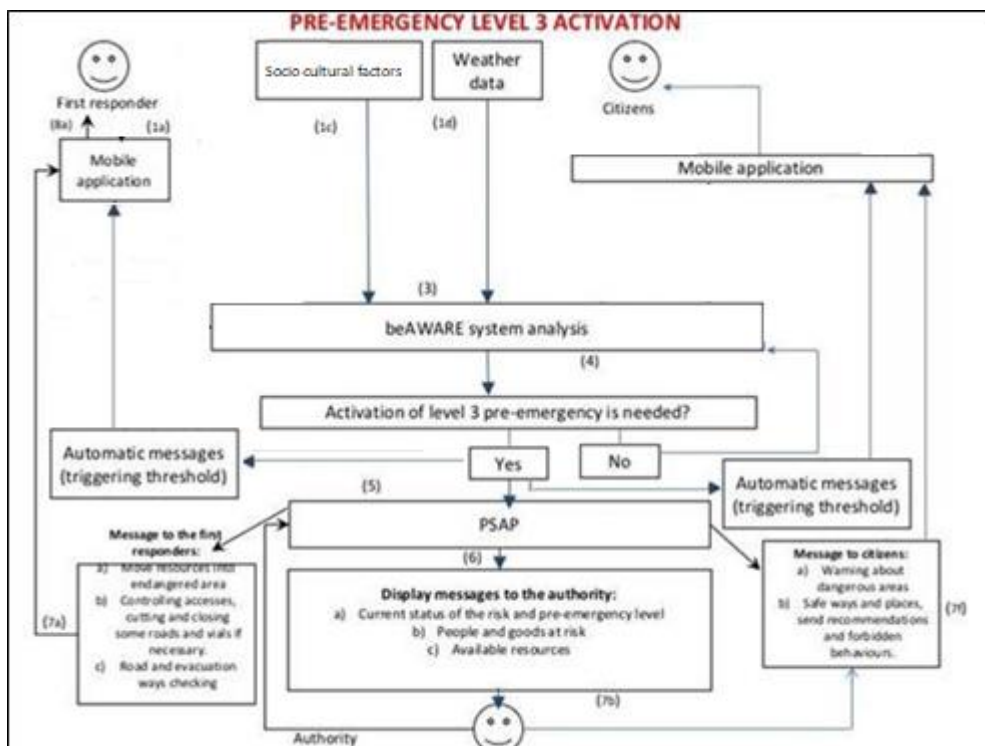 PRE-EMERGENCY LEVEL 3 ACTIVATION
First responder
Socio cultural factors
Weather
data
Citizens
(8a)
(1a)
(1c)
(1d)
Mobile
application
Mobile application
(3)
beAWARE system analysis
(4)
Activation of level 3 pre-emergency is needed?
Automatic messages
(triggering threshold)
Yes
No
Automatic messages
(triggering threshold)
(5)
PSAP
Message to the first
responders:
a) Move resources into
endangered area
b) Controlling accesses,
cutting and closing
some roads and vials if
necessary.
c) Road and evacuation
ways checking
(7a)
(6)
Display messages to the authority:
a) Current status of the risk and pre-emergency level
b) People and goods at risk
c) Available resources
(7b)
Message to citizens:
a) Warning about
dangerous areas
b) Safe ways and places,
send recommendations
and forbidden
behaviours.
(7f)
Authority